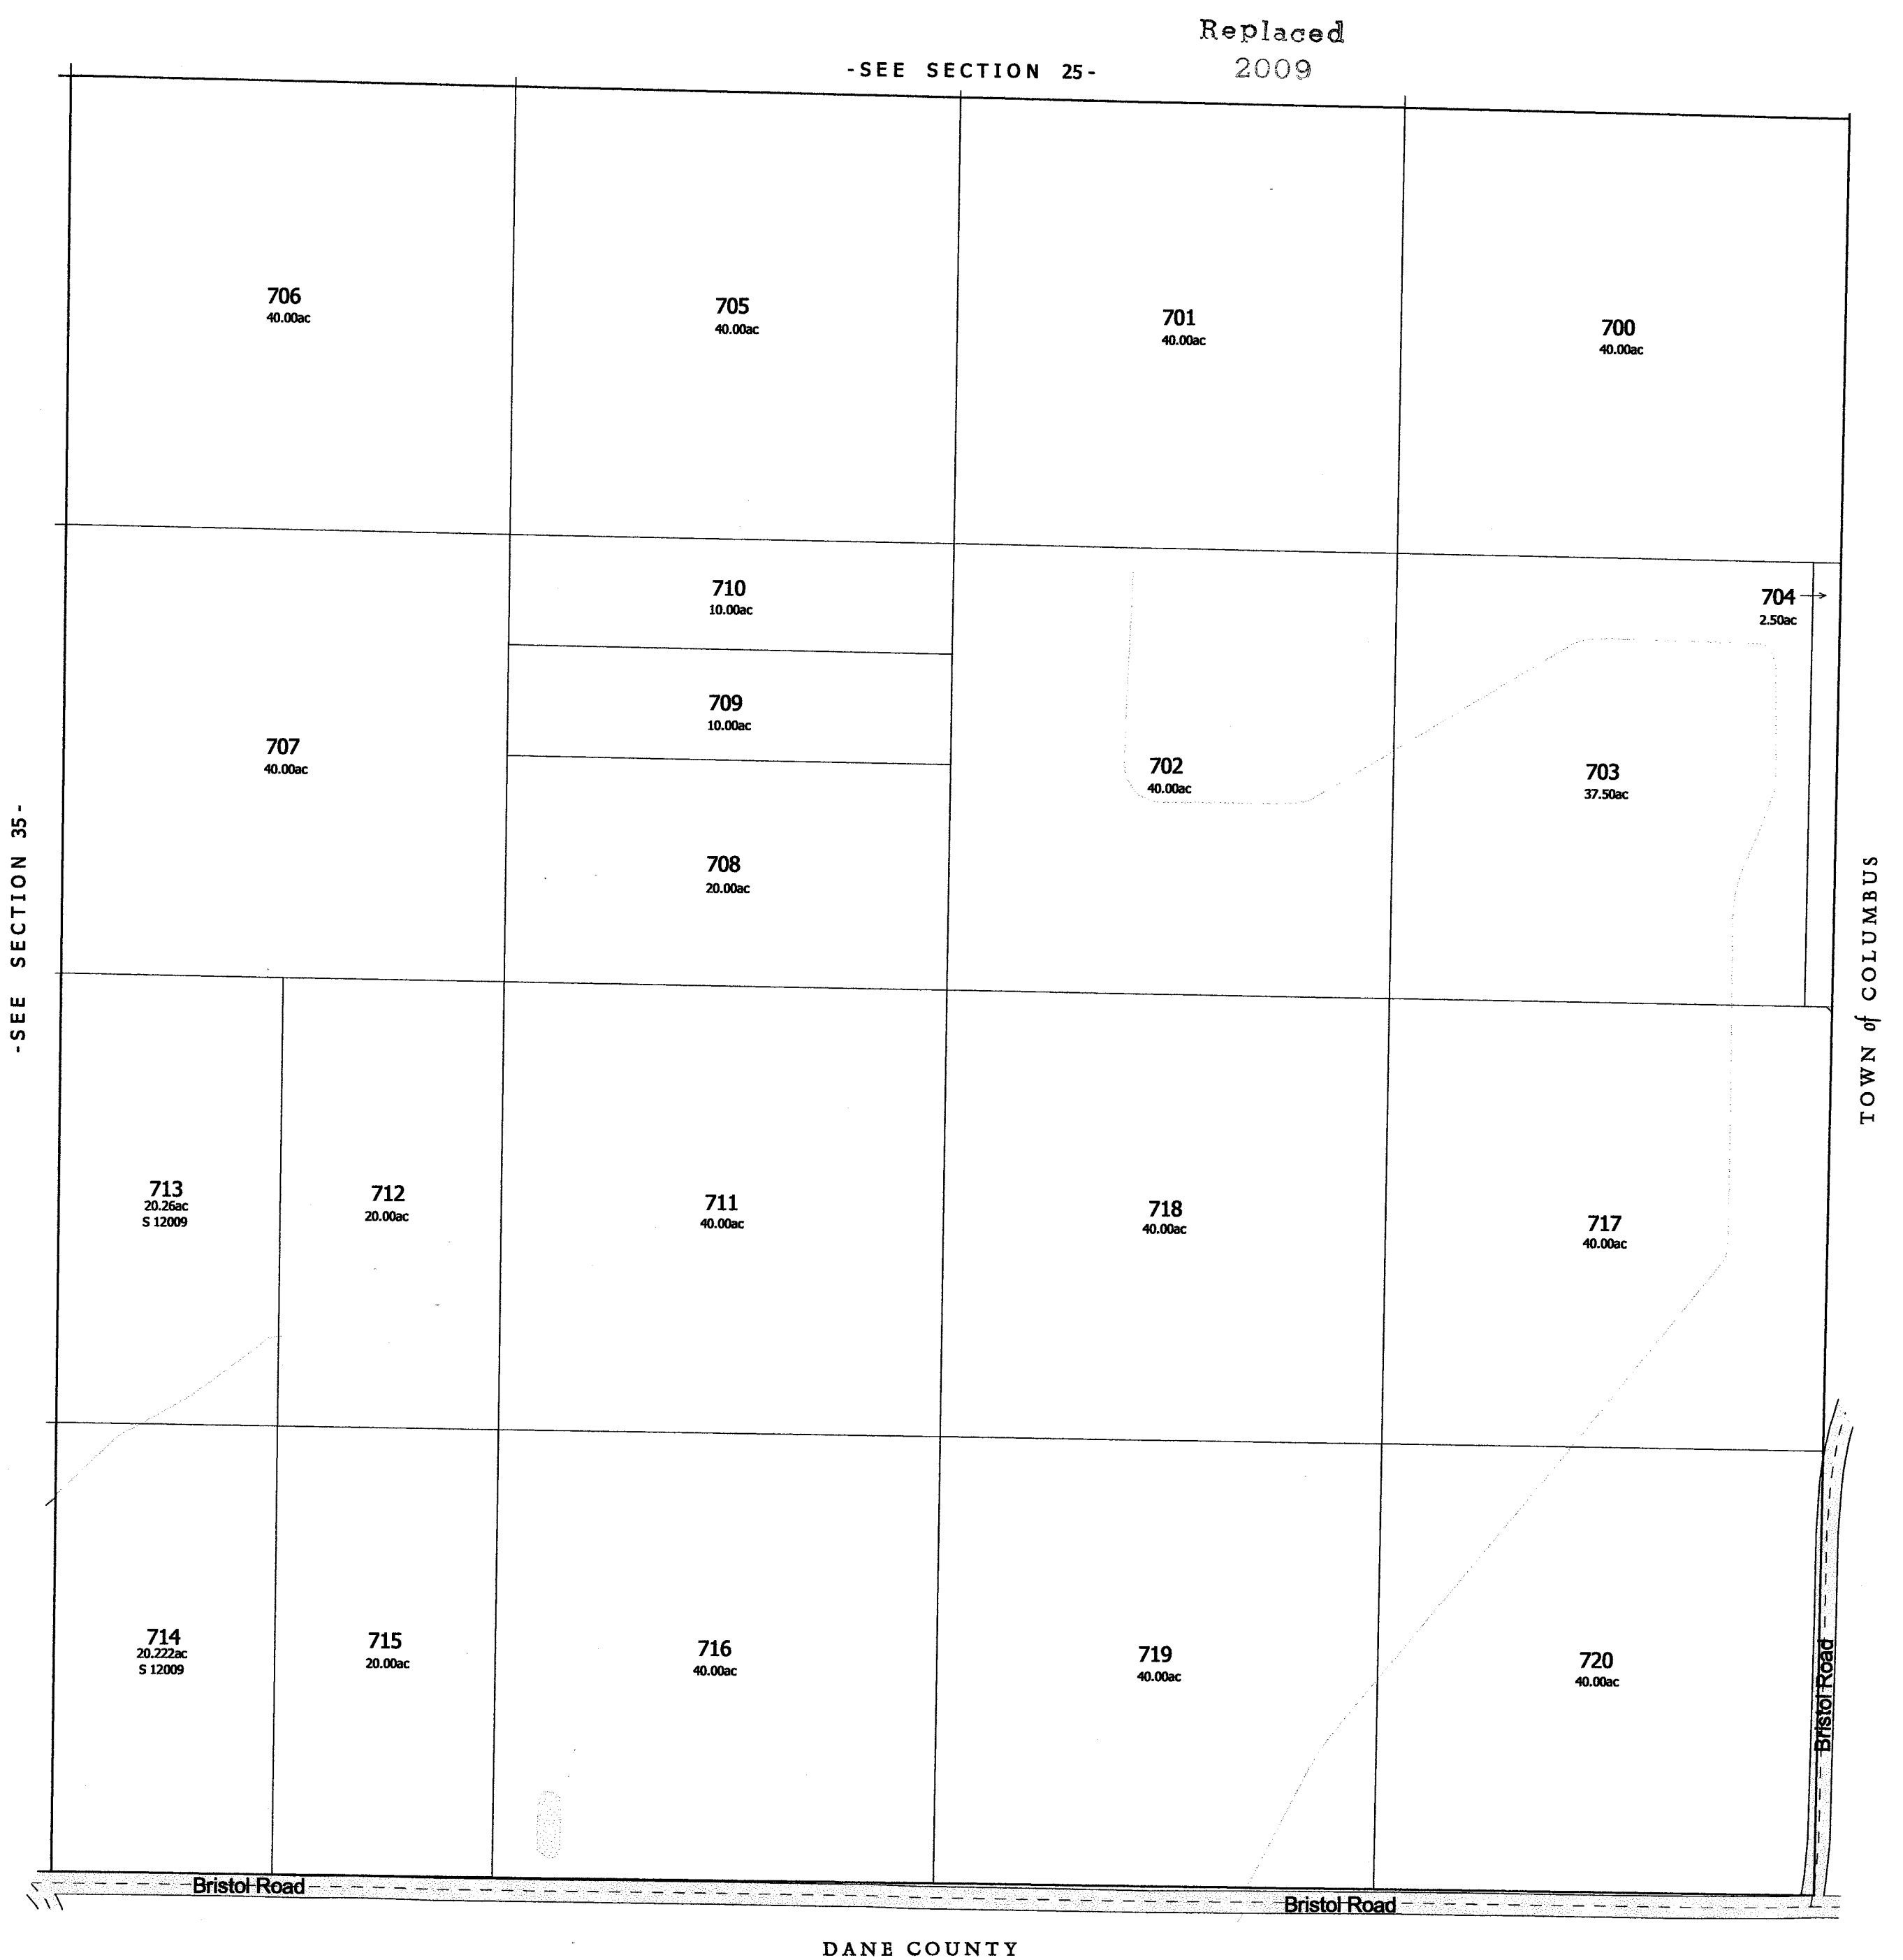 Replaced
2009
-SEE SECTION 25-
706
40.00ac
705
40.00ac
701
40.00ac
700
40.00ac
710
10.00ac
704
2.50ac
709
10.00ac
707
40.00ac
702
40.00ac
703
37.50ac
708
20.00ac
-SEE SECTION 35-
TOWN of COLUMBUS
713
20.26ac
S 12009
712
20.00ac
711
40.00ac
718
40.00ac
717
40.00ac
714
20.222ac
S 12009
715
20.00ac
716
40.00ac
719
40.00ac
720
40.00ac
Bristol Road
Bristol Road
Bristol Road
DANE COUNTY